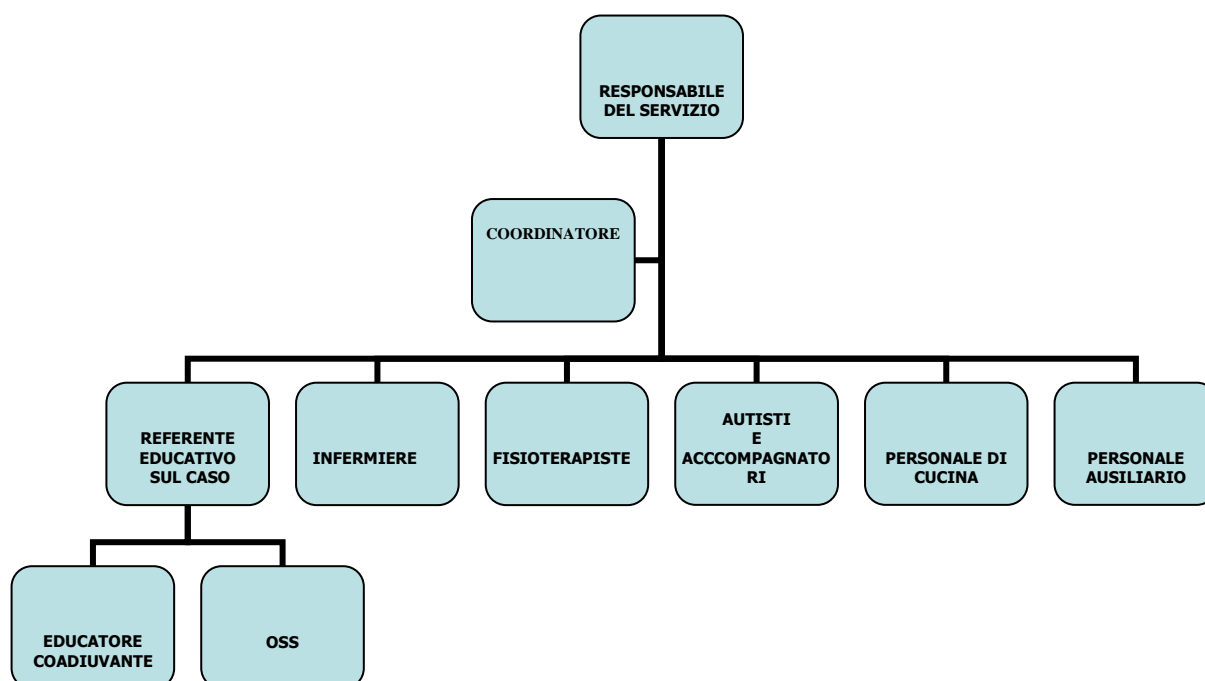 RESPONSABILE
DEL SERVIZIO
COORDINATORE
REFERENTE
EDUCATIVO
SUL CASO
INFERMIERE
FISIOTERAPISTE
AUTISTI
E
ACCCOMPAGNATO
RI
PERSONALE DI
CUCINA
PERSONALE
AUSILIARIO
EDUCATORE
COADIUVANTE
OSS